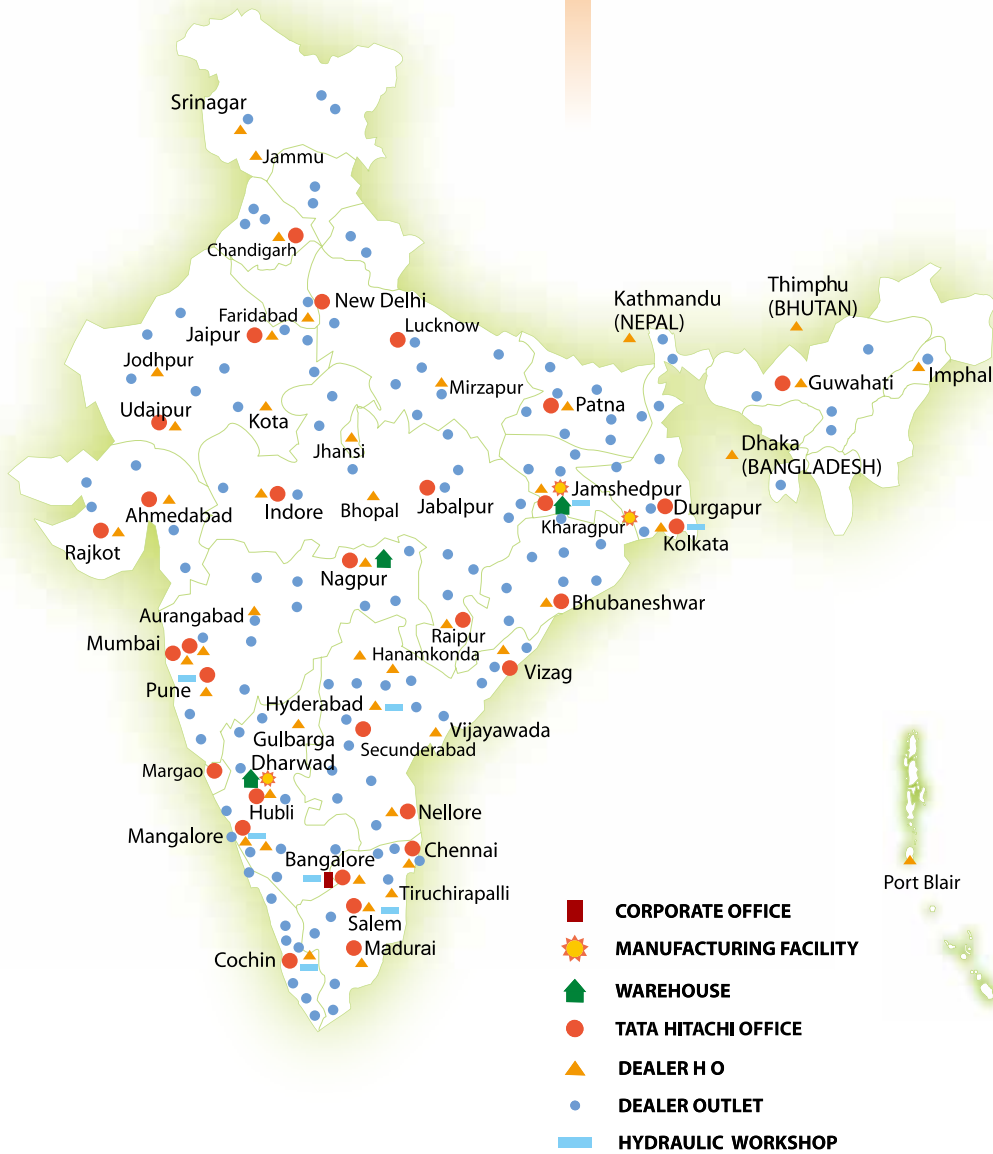 Srinagar
Jammu
Chandigarh
New Delhi
Faridabad
Jaipur
Lucknow
Kathmandu
(NEPAL)
Thimphu
(BHUTAN)
Jodhpur
Mirzapur
Guwahati
Imphal
Udaipur
Kota
Patna
Jhansi
Dhaka
(BANGLADESH)
Ahmedabad
Indore
Bhopal
Jabalpur
Jamshedpur
Durgapur
Kharagpur
Kolkata
Rajkot
Nagpur
Aurangabad
Bhubaneshwar
Mumbai
Raipur
Hanamkonda
Vizag
Pune
Hyderabad
Gulbarga
Vijayawada
Secunderabad
Dharwad
Margao
Hubli
Nellore
Mangalore
Bangalore
Chennai
Tiruchirapalli
Port Blair
Salem
Cochin
Madurai
CORPORATE OFFICE
MANUFACTURING FACILITY
WAREHOUSE
TATA HITACHI OFFICE
DEALER H O
DEALER OUTLET
HYDRAULIC WORKSHOP